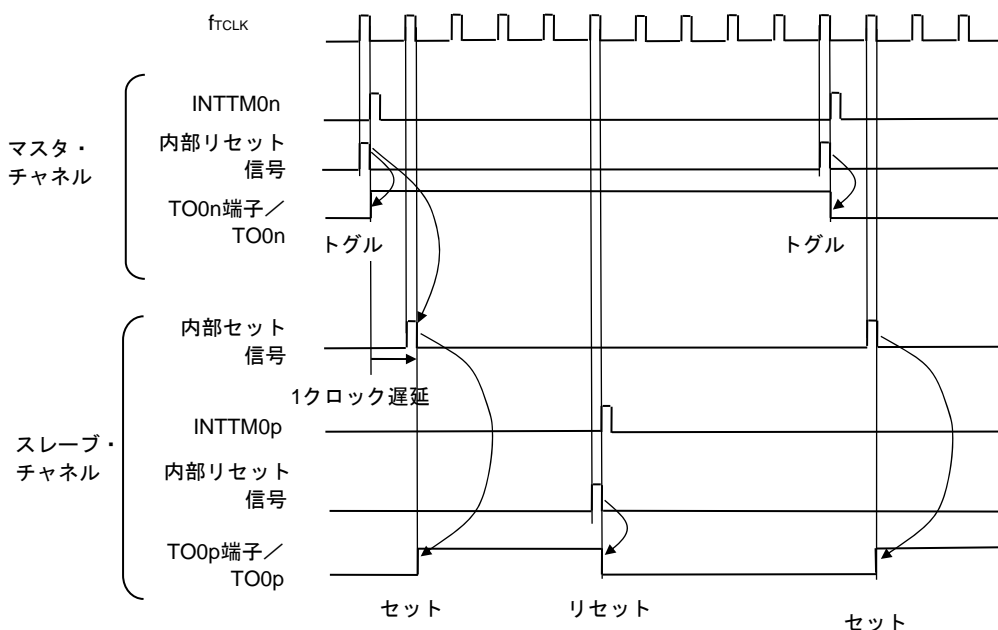 fTCLK
INTTM0n
マスタ・
チャネル
内部リセット
信号
TO0n端子／
TO0n
トグル
トグル
内部セット
信号
1クロック遅延
スレーブ・
チャネル
INTTM0p
内部リセット
信号
TO0p端子／
TO0p
セット
リセット
セット